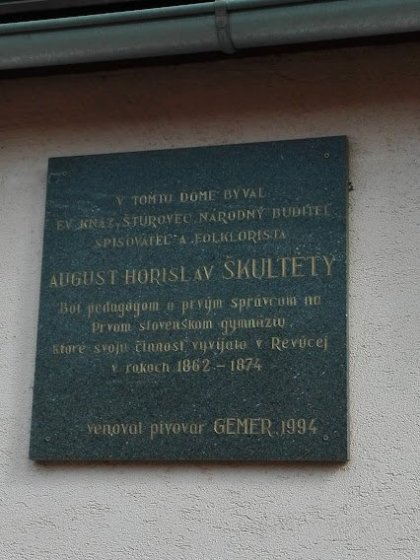 V TOMTO DOME BÝVAL
EV. KŇAZ, ŠTÚROVEC, NÁRODNÝ BUDITEĽ
SPISOVATEĽ A FOLKLORISTA
AUGUST HORISLAV ŠKULTÉTY
Bol pedagógom a prvým správcom na
Prvom slovenskom gymnáziu,
ktoré svoju činnosť vyvíjalo v Revúcej
v rokoch 1862 - 1874
venoval pivovar GEMER, 1994